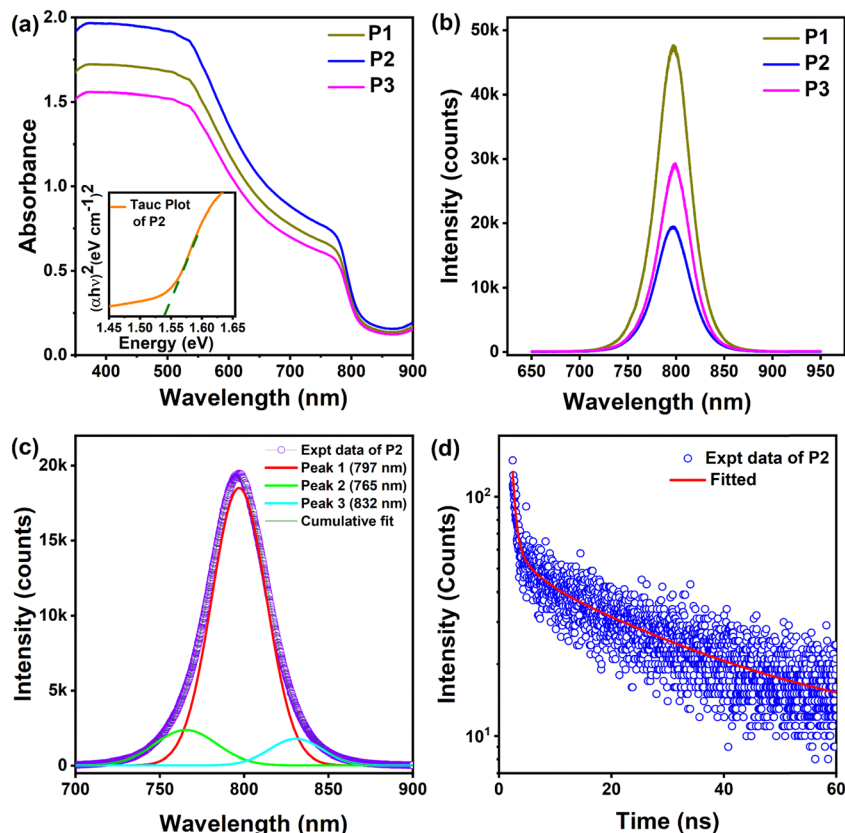 (a)
P1
P2
P3
2.0
1.5
1.0
0.5
0.0
Absorbance
400 500 600 700 800 900
Wavelength (nm)
Tauc Plot
of P2
(αhν)^2 (eV cm-1)^2
1.45 1.50 1.55 1.60 1.65
Energy (eV)
(b)
P1
P2
P3
50k
40k
30k
20k
10k
0
Intensity (counts)
650 700 750 800 850 900 950
Wavelength (nm)
(c)
Expt data of P2
Peak 1 (797 nm)
Peak 2 (765 nm)
Peak 3 (832 nm)
Cumulative fit
20k
15k
10k
5k
0
Intensity (counts)
700 750 800 850 900
Wavelength (nm)
(d)
Expt data of P2
Fitted
10^2
10^1
Intensity (Counts)
0 20 40 60
Time (ns)